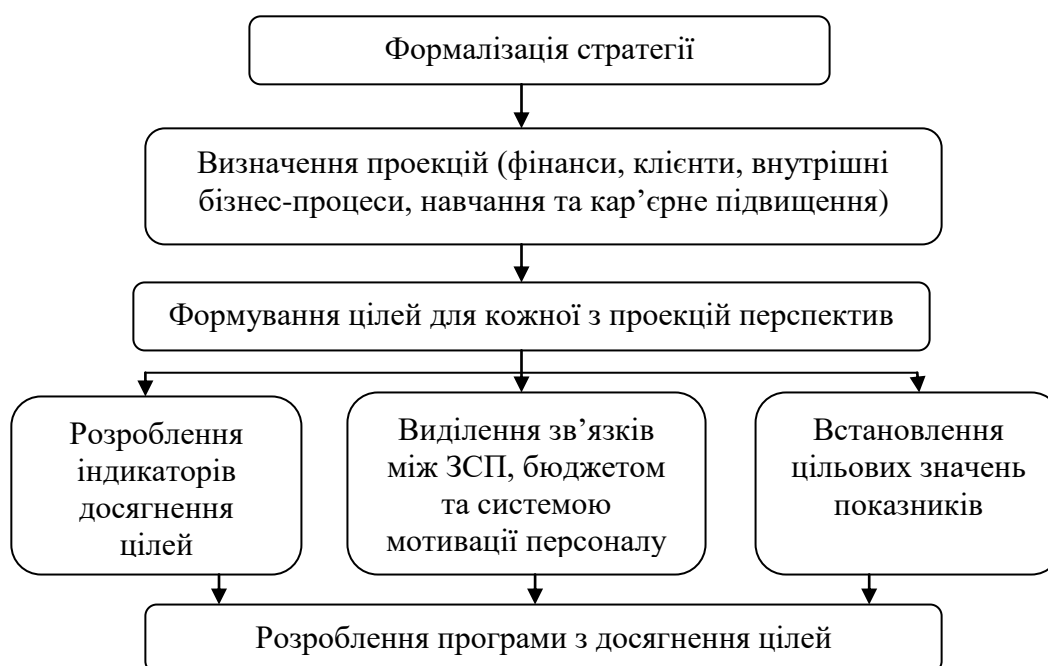 Формалізація стратегії
Визначення проекцій (фінанси, клієнти, внутрішні
бізнес-процеси, навчання та кар’єрне підвищення)
Формування цілей для кожної з проекцій перспектив
Розроблення
індикаторів
досягнення
цілей
Виділення зв’язків
між ЗСП, бюджетом
та системою
мотивації персоналу
Встановлення
цільових значень
показників
Розроблення програми з досягнення цілей